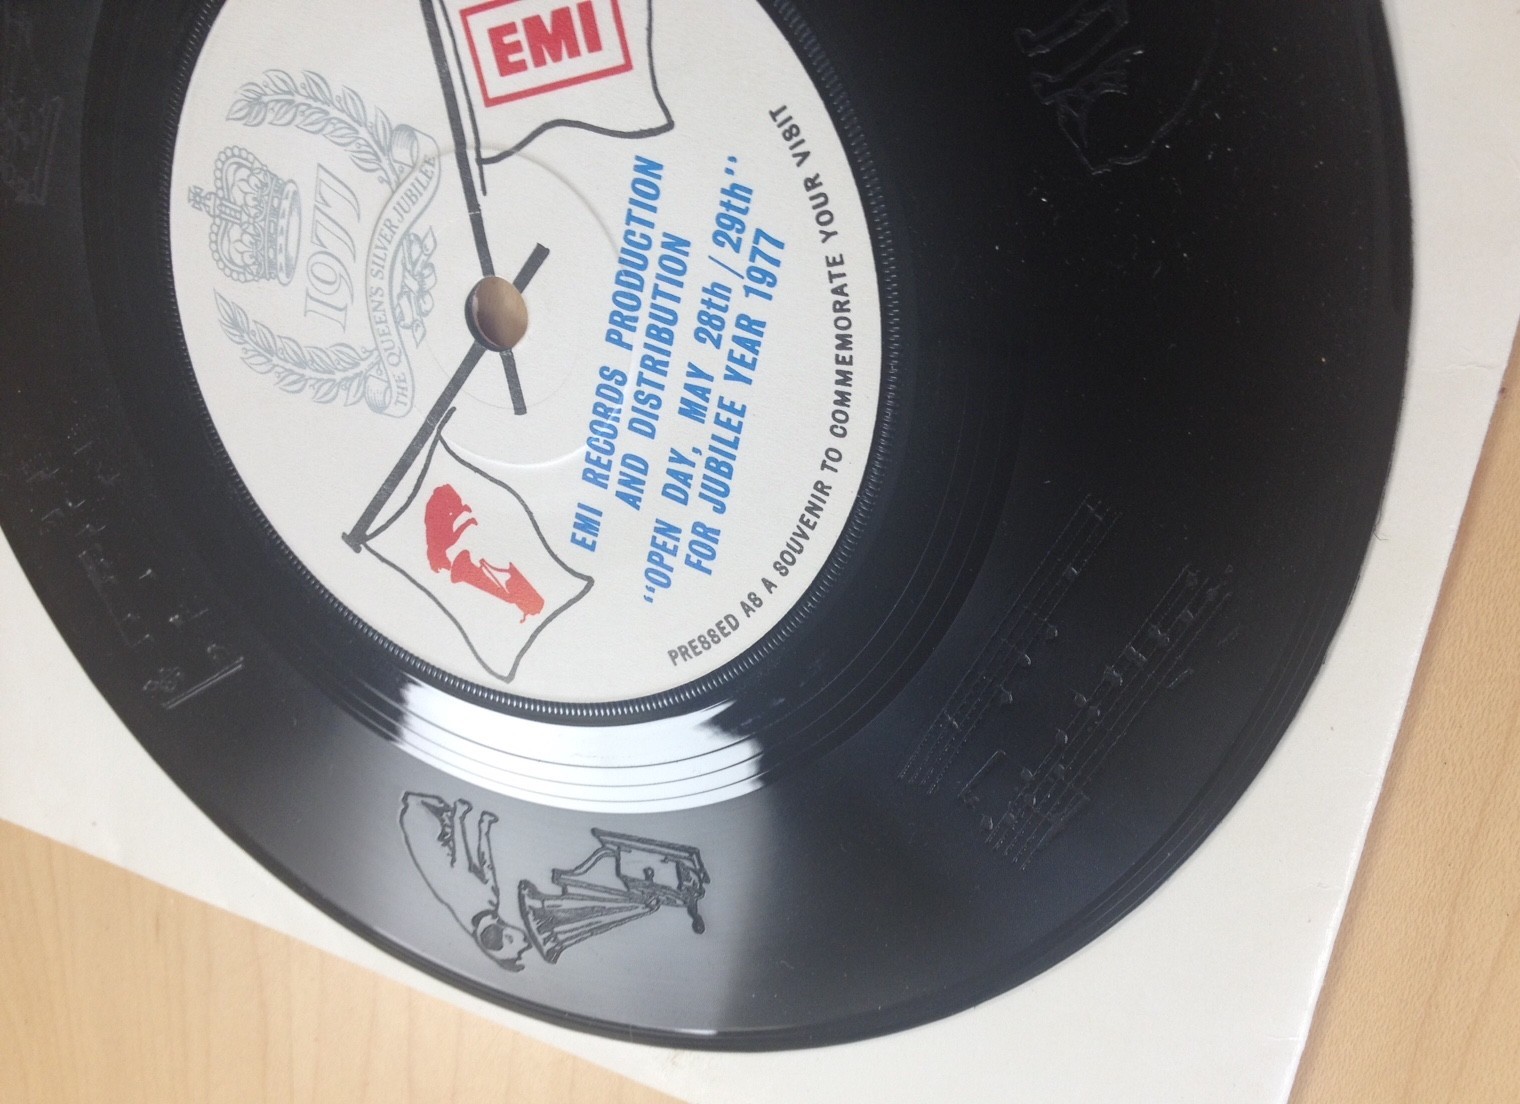 EMI
1977
THE QUEEN'S SILVER JUBILEE
EMI RECORDS PRODUCTION
AND DISTRIBUTION
"OPEN DAY, MAY 28th / 29th"
FOR JUBILEE YEAR 1977
PRESSED AS A SOUVENIR TO COMMEMORATE YOUR VISIT